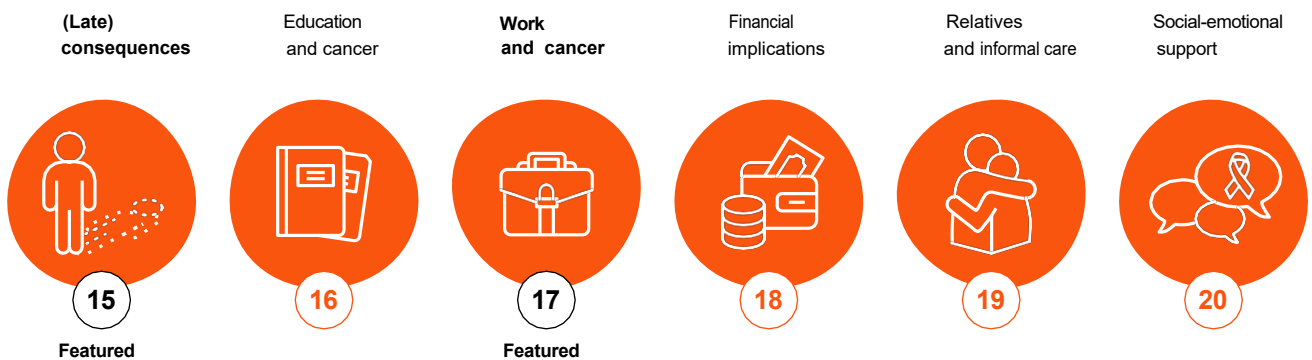 (Late)
consequences
15
Featured
Education
and cancer
16
Work
and cancer
17
Featured
Financial
implications
18
Relatives
and informal care
19
Social-emotional
support
20